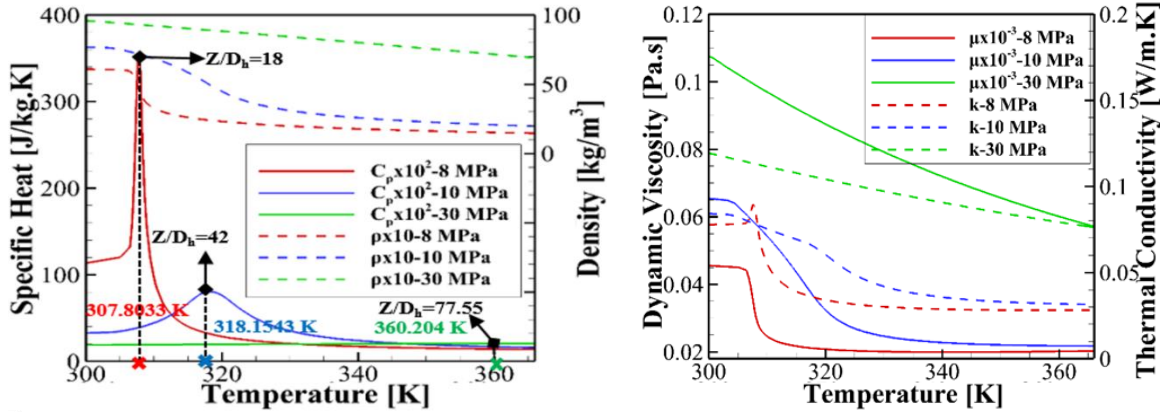 400
300
200
100
0
Specific Heat [J/kg.K]
100
50
0
Density [kg/m³]
Z/Dₕ=18
CₚX10²-8 MPa
Cₚx10²-10 MPa
Cₚx10²-30 MPa
ρx10-8 MPa
ρx10-10 MPa
ρx10-30 MPa
Z/Dₕ=42
Z/Dₕ=77.55
307.8033 K
318.1543 K
360.204 K
300
320
340
360
Temperature [K]
0.12
0.1
0.08
0.06
0.04
0.02
Dynamic Viscosity [Pa.s]
μx10⁻³-8 MPa
μx10⁻³-10 MPa
μx10⁻³-30 MPa
k-8 MPa
k-10 MPa
k-30 MPa
0.2
0.15
0.1
0.05
0
Thermal Conductivity [W/m.K]
300
320
340
360
Temperature [K]